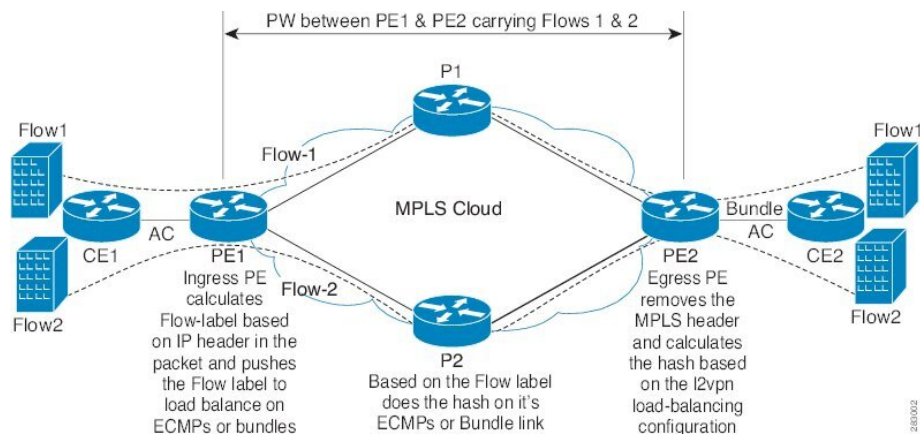 PW between PE1 & PE2 carrying Flows 1 & 2
P1
Flow1
Flow-1
Flow1
MPLS Cloud
Bundle
AC
AC
CE1
PE1
PE2
CE2
Flow2
Flow-2
Flow2
Ingress PE
calculates
Flow-label based
on IP header in the
packet and pushes
the Flow label to
load balance on
ECMPs or bundles
P2
Based on the Flow label
does the hash on it's
ECMPs or Bundle link
Egress PE
removes the
MPLS header
and calculates
the hash based
on the l2vpn
load-balancing
configuration
283002